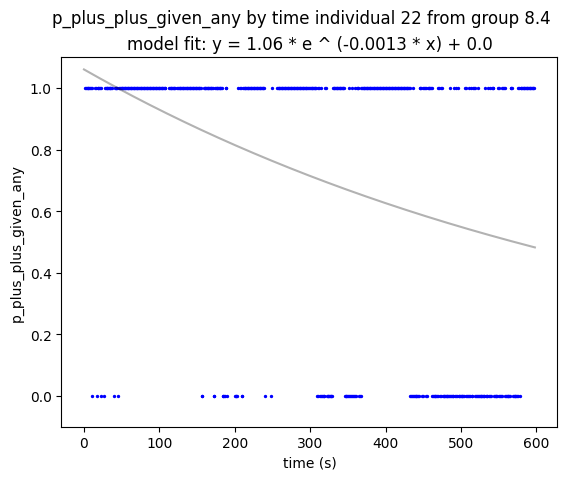 p_plus_plus_given_any by time individual 22 from group 8.4
model fit: y = 1.06 * e ^ (-0.0013 * x) + 0.0
p_plus_plus_given_any
1.0
0.8
0.6
0.4
0.2
0.0
0 100 200 300 400 500 600
time (s)